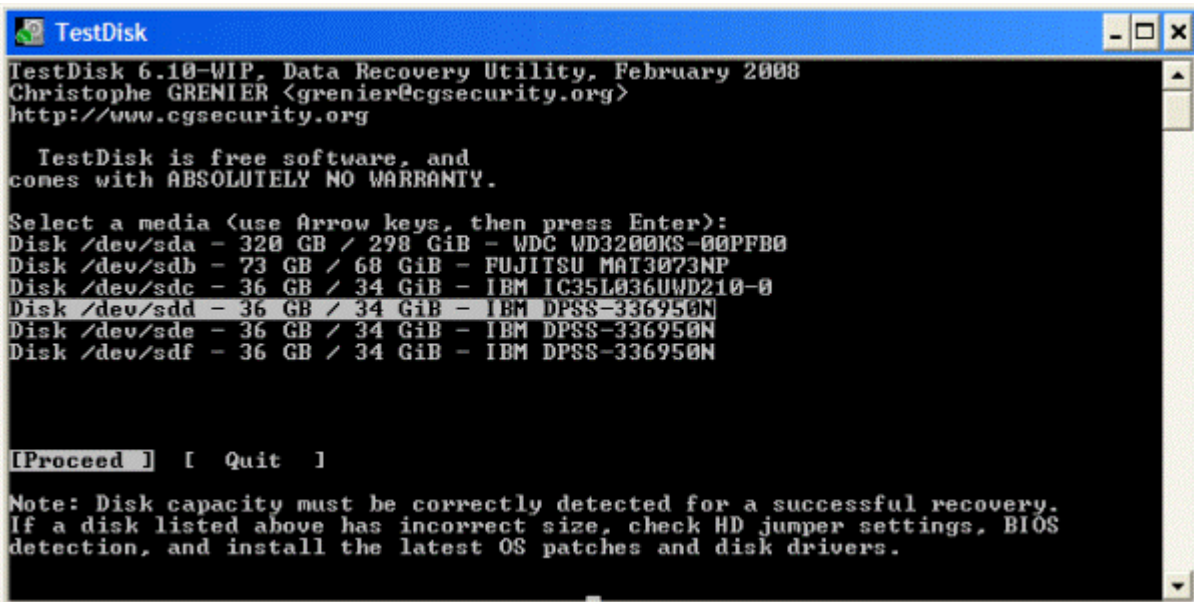 TestDisk
TestDisk 6.10-WIP, Data Recovery Utility, February 2008
Christophe GRENIER <grenier@cgsecurity.org>
http://www.cgsecurity.org
TestDisk is free software, and
comes with ABSOLUTELY NO WARRANTY.
Select a media (use Arrow keys, then press Enter):
Disk /dev/sda - 320 GB / 298 GiB - WDC WD3200KS-00PFB0
Disk /dev/sdb - 73 GB / 68 GiB - FUJITSU MAT3073NP
Disk /dev/sdc - 36 GB / 34 GiB - IBM IC35L036UWD210-0
Disk /dev/sdd - 36 GB / 34 GiB - IBM DPSS-336950N
Disk /dev/sde - 36 GB / 34 GiB - IBM DPSS-336950N
Disk /dev/sdf - 36 GB / 34 GiB - IBM DPSS-336950N
[Proceed ] [ Quit ]
Note: Disk capacity must be correctly detected for a successful recovery.
If a disk listed above has incorrect size, check HD jumper settings, BIOS
detection, and install the latest OS patches and disk drivers.